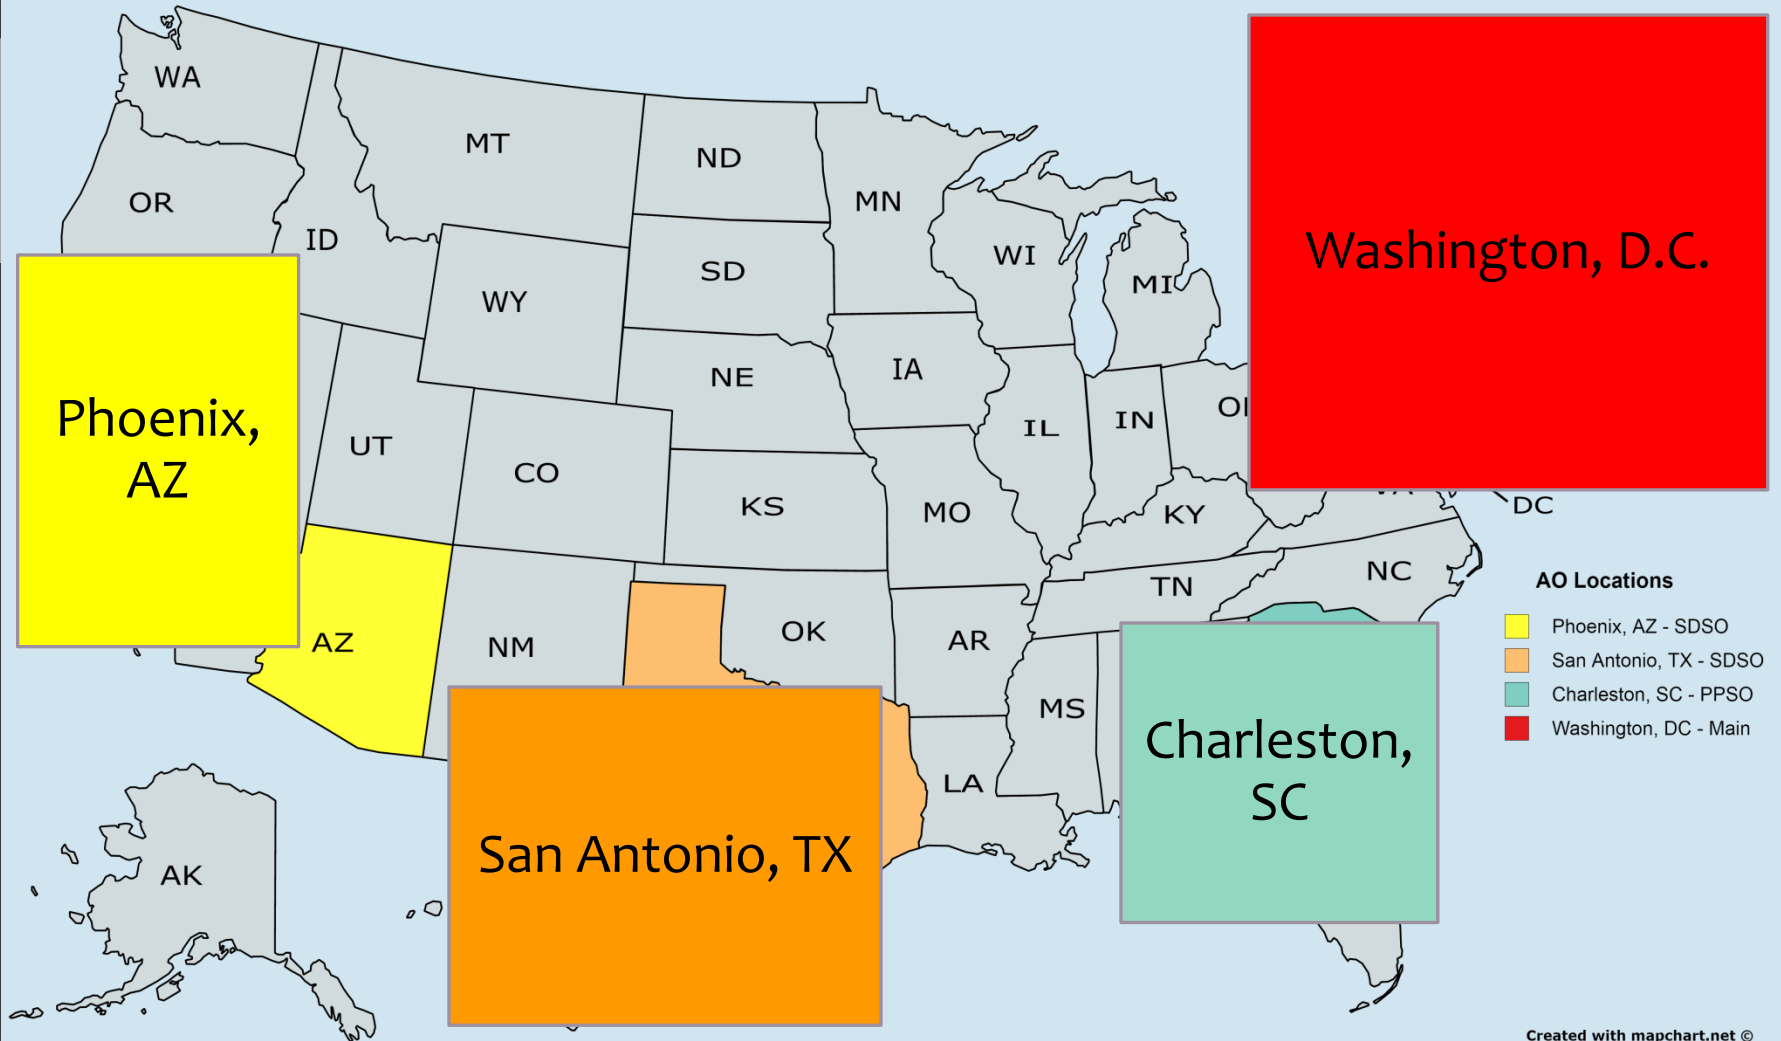 WA
MT
ND
MN
OR
ID
SD
WI
MI
WY
Washington, D.C.
IA
NE
Phoenix,
AZ
UT
CO
IL
IN
KS
MO
KY
DC
NC
TN
AZ
NM
OK
AR
MS
LA
AK
AO Locations
Phoenix, AZ - SDSO
San Antonio, TX - SDSO
Charleston, SC - PPSO
Washington, DC - Main
Charleston,
SC
San Antonio, TX
Created with mapchart.net ©